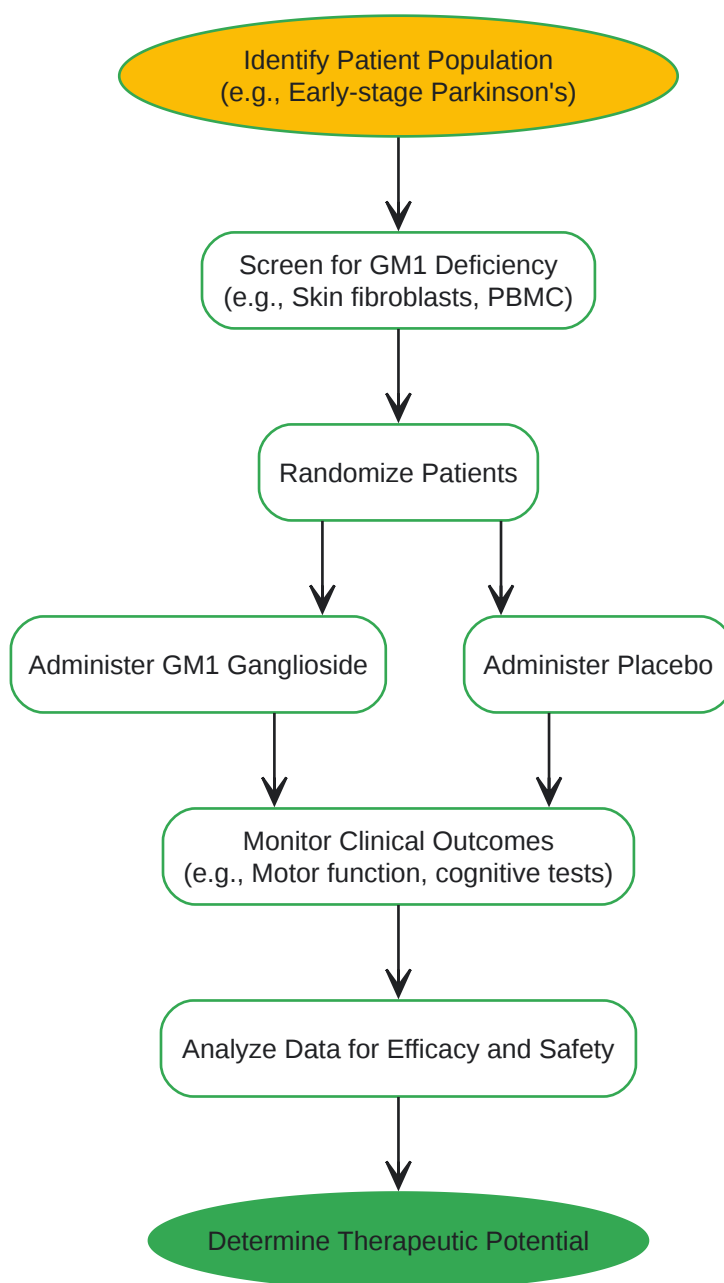 Identify Patient Population
(e.g., Early-stage Parkinson's)
Screen for GM1 Deficiency
(e.g., Skin fibroblasts, PBMC)
Randomize Patients
Administer GM1 Ganglioside
Administer Placebo
Monitor Clinical Outcomes
(e.g., Motor function, cognitive tests)
Analyze Data for Efficacy and Safety
Determine Therapeutic Potential